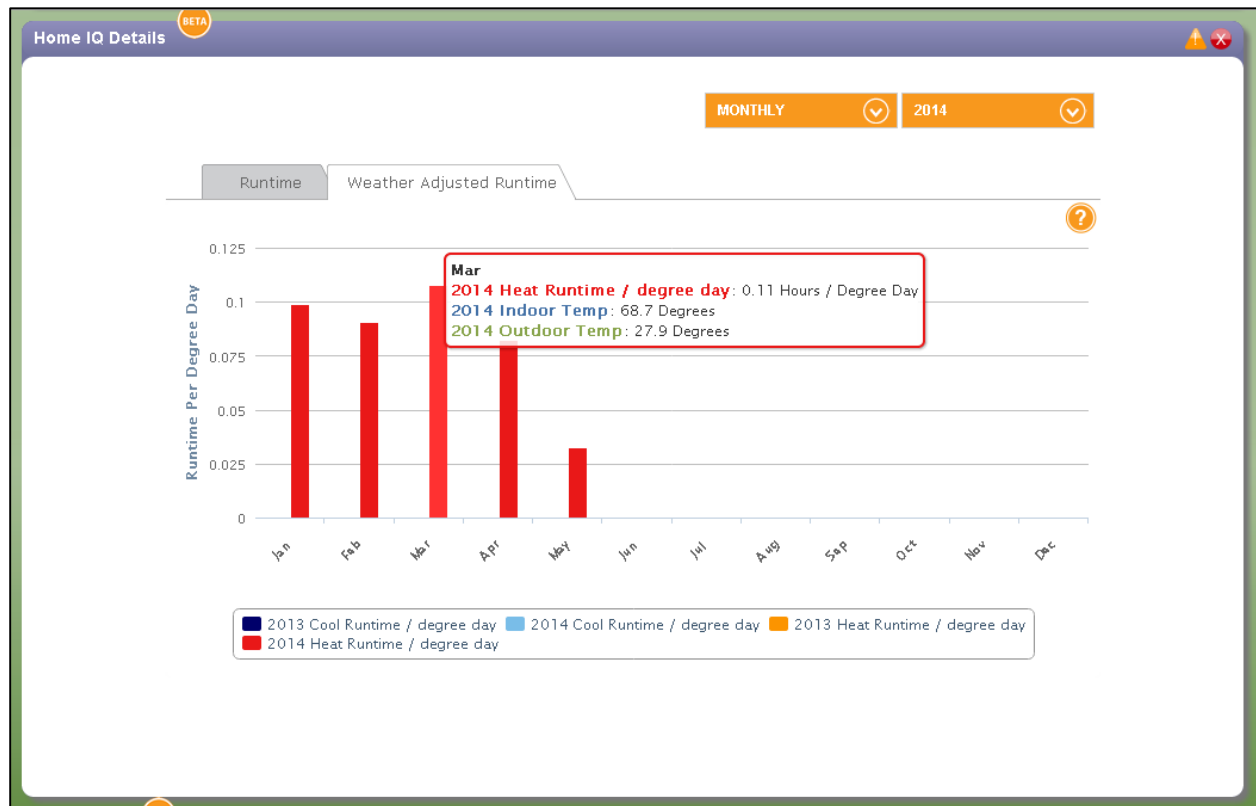 BETA
Home IQ Details
MONTHLY
2014
Runtime
Weather Adjusted Runtime
?
0.125
0.1
0.075
0.05
0.025
0
Runtime Per Degree Day
Mar
2014 Heat Runtime / degree day: 0.11 Hours / Degree Day
2014 Indoor Temp: 68.7 Degrees
2014 Outdoor Temp: 27.9 Degrees
Jan Feb Mar Apr May Jun Jul Aug Sep Oct Nov Dec
2013 Cool Runtime / degree day 2014 Cool Runtime / degree day 2013 Heat Runtime / degree day
2014 Heat Runtime / degree day